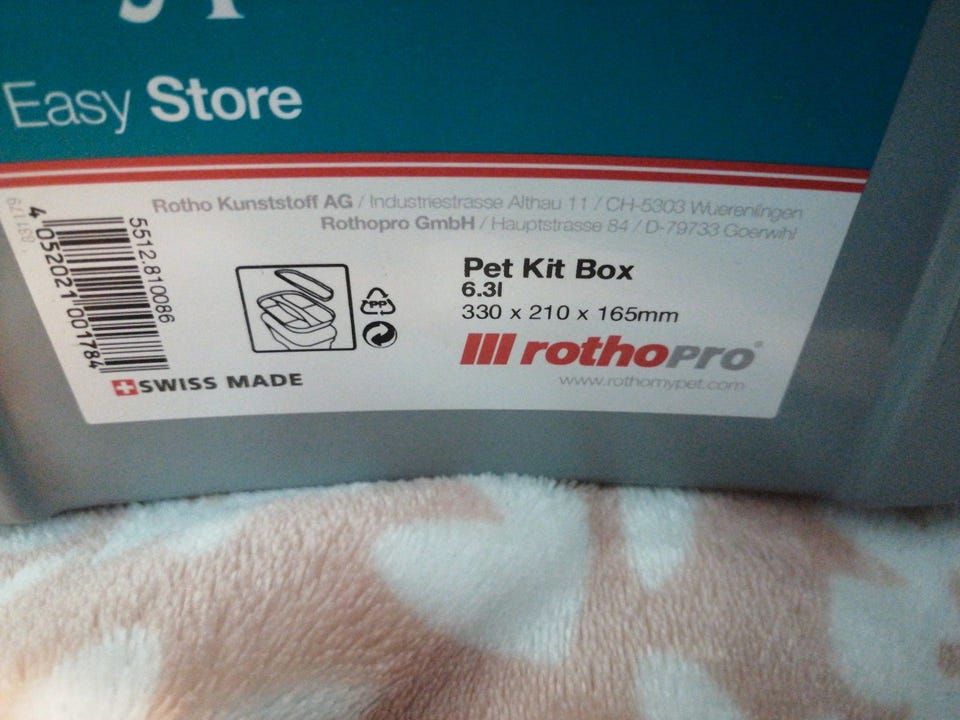 Easy Store
Rotho Kunststoff AG / Industriestrasse Althau 11 / CH-5303 Wuerenlingen
Rothopro GmbH / Hauptstrasse 84 / D-79733 Goerwihl
5512.810086
4 052021 001784
PP
Pet Kit Box
6.3l
330 x 210 x 165mm
rothopro®
www.rothomypet.com
SWISS MADE